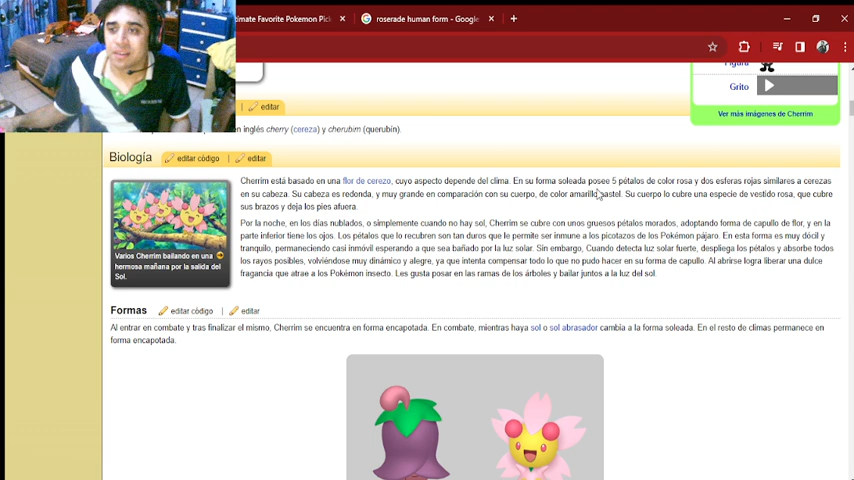 timate Favorite Pokemon Pick
roserade human form - Google
Figura
Grito
Ver más imágenes de Cherrim
editar
en inglés cherry (cereza) y cherubim (querubín).
Biología editar código | editar
Cherrim está basado en una flor de cerezo, cuyo aspecto depende del clima. En su forma soleada posee 5 pétalos de color rosa y dos esferas rojas similares a cerezas
en su cabeza. Su cabeza es redonda, y muy grande en comparación con su cuerpo, de color amarillo pastel. Su cuerpo lo cubre una especie de vestido rosa, que cubre
sus brazos y deja los pies afuera.
Por la noche, en los días nublados, o simplemente cuando no hay sol, Cherrim se cubre con unos gruesos pétalos morados, adoptando forma de capullo de flor, y en la
parte inferior tiene los ojos. Los pétalos que lo recubren son tan duros que le permite ser inmune a los picotazos de los Pokémon pájaro. En esta forma es muy dócil y
tranquilo, permaneciendo casi inmóvil esperando a que sea bañado por la luz solar. Sin embargo, Cuando detecta luz solar fuerte, despliega los pétalos y absorbe todos
los rayos posibles, volviéndose muy dinámico y alegre, ya que intenta compensar todo lo que no pudo hacer en su forma de capullo. Al abrirse logra liberar una dulce
fragancia que atrae a los Pokémon insecto. Les gusta posar en las ramas de los árboles y bailar juntos a la luz del sol.
Varios Cherrim bailando en una
hermosa mañana por la salida del
Sol.
Formas editar código | editar
Al entrar en combate y tras finalizar el mismo, Cherrim se encuentra en forma encapotada. En combate, mientras haya sol o sol abrasador cambia a la forma soleada. En el resto de climas permanece en
forma encapotada.